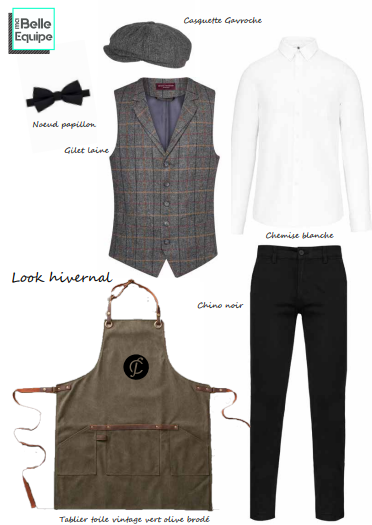 ma
Belle
Equipe
Casquette Gavroche
Noeud papillon
Gilet laine
Chemise blanche
Look hivernal
Chino noir
Tablier toile vintage vert olive brodé